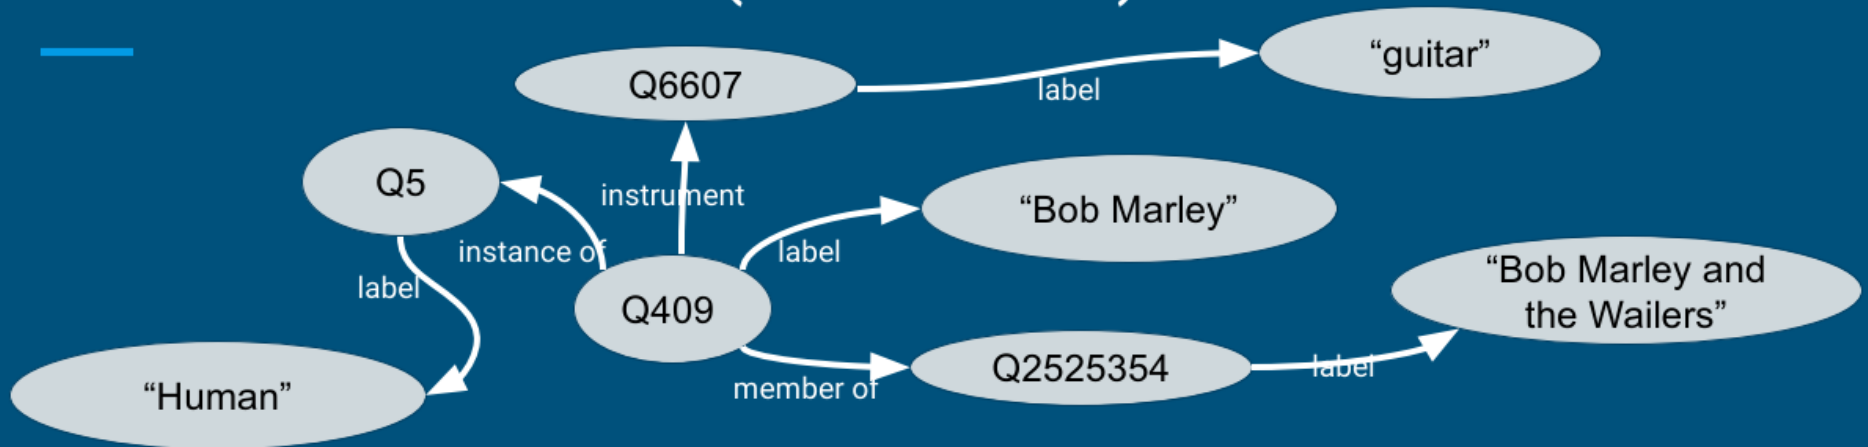 “guitar”
Q6607
label
Q5
instrument
“Bob Marley”
instance of
label
label
Q409
“Bob Marley and
the Wailers”
Q2525354
label
member of
“Human”